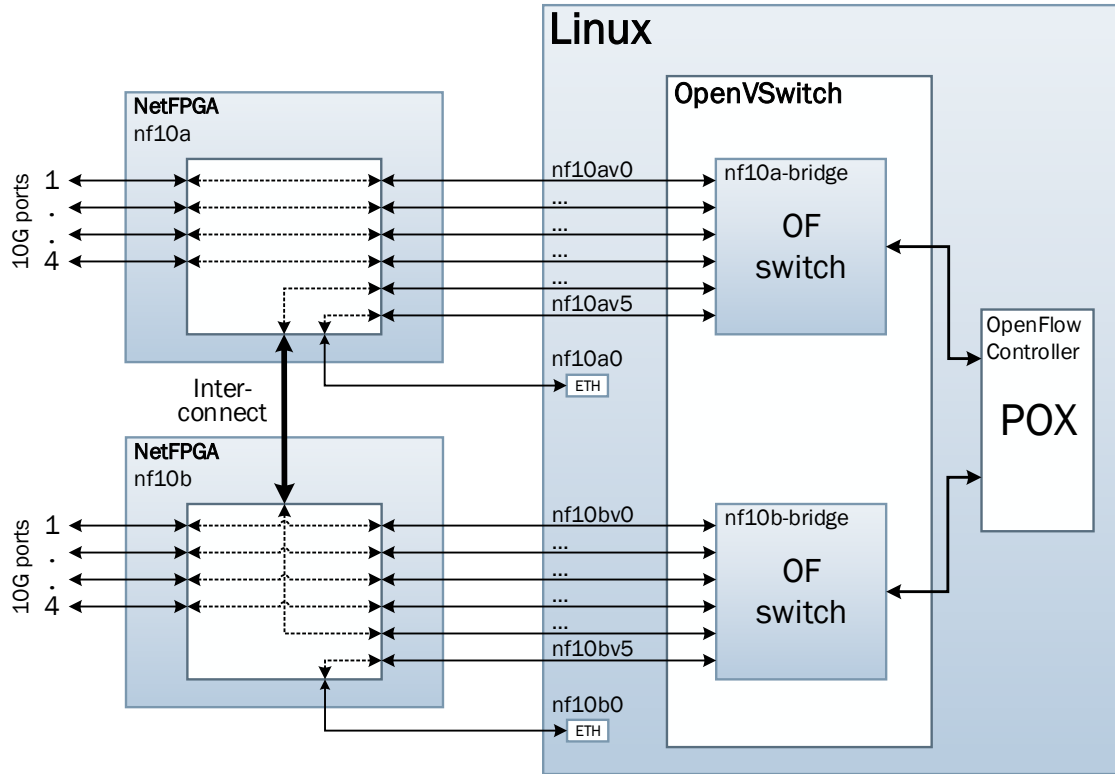 Linux
NetFPGA
nf10a
OpenVSwitch
10G ports
1
.
.
4
nf10av0
...
...
...
...
nf10av5
nf10a-bridge
OF
switch
nf10a0
ETH
OpenFlow
Controller
POX
Inter-
connect
NetFPGA
nf10b
10G ports
1
.
.
4
nf10bv0
...
...
...
...
nf10bv5
nf10b-bridge
OF
switch
nf10b0
ETH